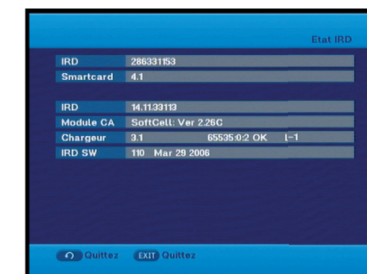 Etat IRD
IRD 286331153
Smartcard 4.1
IRD 14.11.33113
Module CA SoftCell: Ver 2.26C
Chargeur 3.1 65535:0:2 OK [-1
IRD SW 110 Mar 29 2006
Quittez EXIT Quittez